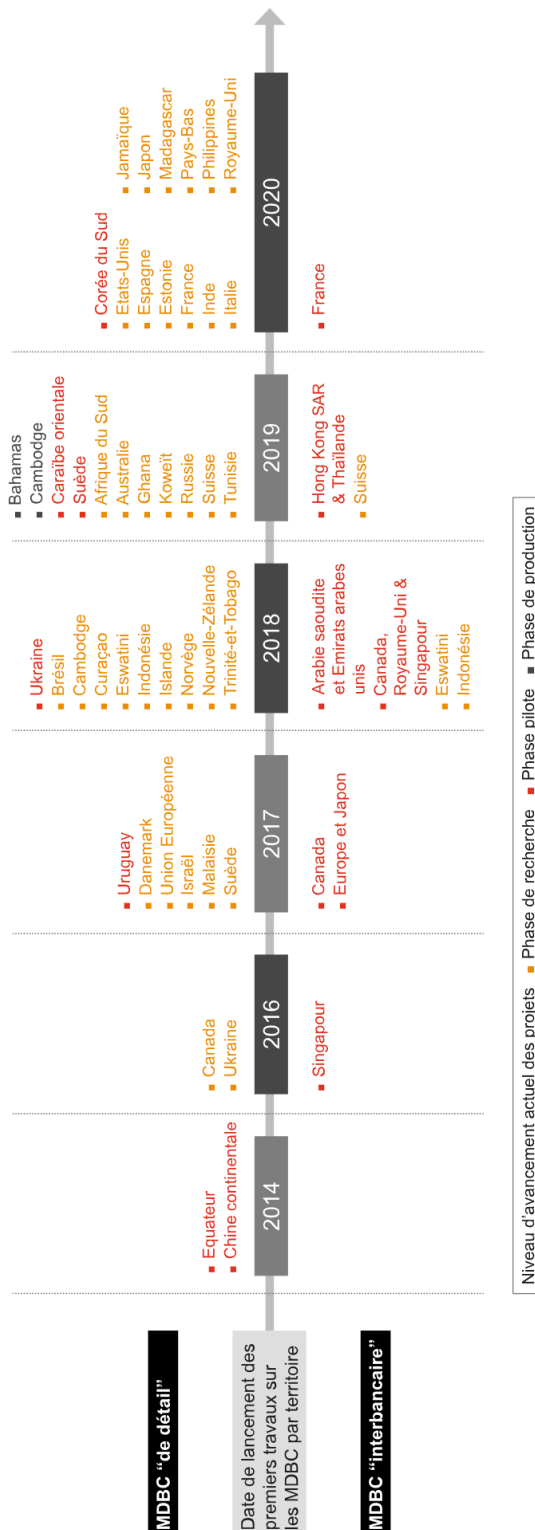 MDBC “de détail”
Date de lancement des
premiers travaux sur
les MDBC par territoire
MDBC “interbancaire”
Equateur
Chine continentale
2014
Canada
Ukraine
2016
Singapour
Uruguay
Danemark
Union Européenne
Israël
Malaisie
Suède
2017
Canada
Europe et Japon
Ukraine
Brésil
Cambodge
Curaçao
Eswatini
Indonésie
Islande
Norvège
Nouvelle-Zélande
Trinité-et-Tobago
2018
Arabie saoudite
et Emirats arabes
unis
Canada,
Royaume-Uni &
Singapour
Eswatini
Indonésie
Bahamas
Cambodge
Caraïbe orientale
Suède
Afrique du Sud
Australie
Ghana
Koweït
Russie
Suisse
Tunisie
2019
Hong Kong SAR
& Thaïlande
Suisse
Corée du Sud
Etats-Unis
Espagne
Estonie
France
Inde
Italie
Jamaïque
Japon
Madagascar
Pays-Bas
Philippines
Royaume-Uni
2020
France
Niveau d’avancement actuel des projets ▪ Phase de recherche ▪ Phase pilote ▪ Phase de production